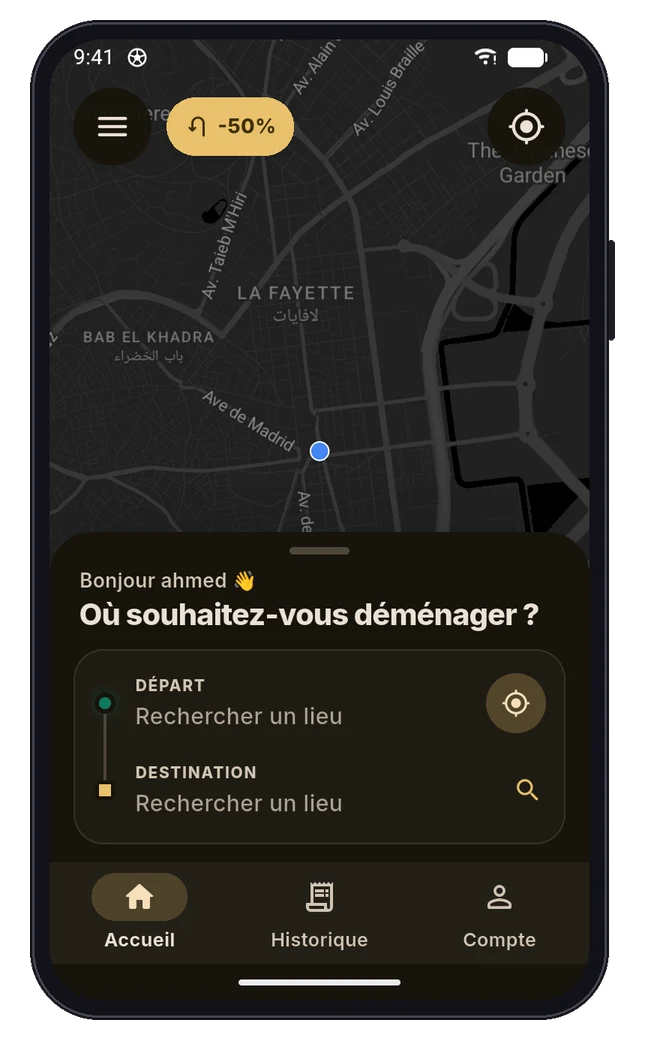 9:41
-50%
Av. Alain
Av. Louis Braille
Garden
Av. Taieb M'Hiri
LA FAYETTE
لافايات
BAB EL KHADRA
باب الخضراء
Ave de Madrid
Av. de
Bonjour ahmed 👋
Où souhaitez-vous déménager ?
DÉPART
Rechercher un lieu
DESTINATION
Rechercher un lieu
Accueil
Historique
Compte